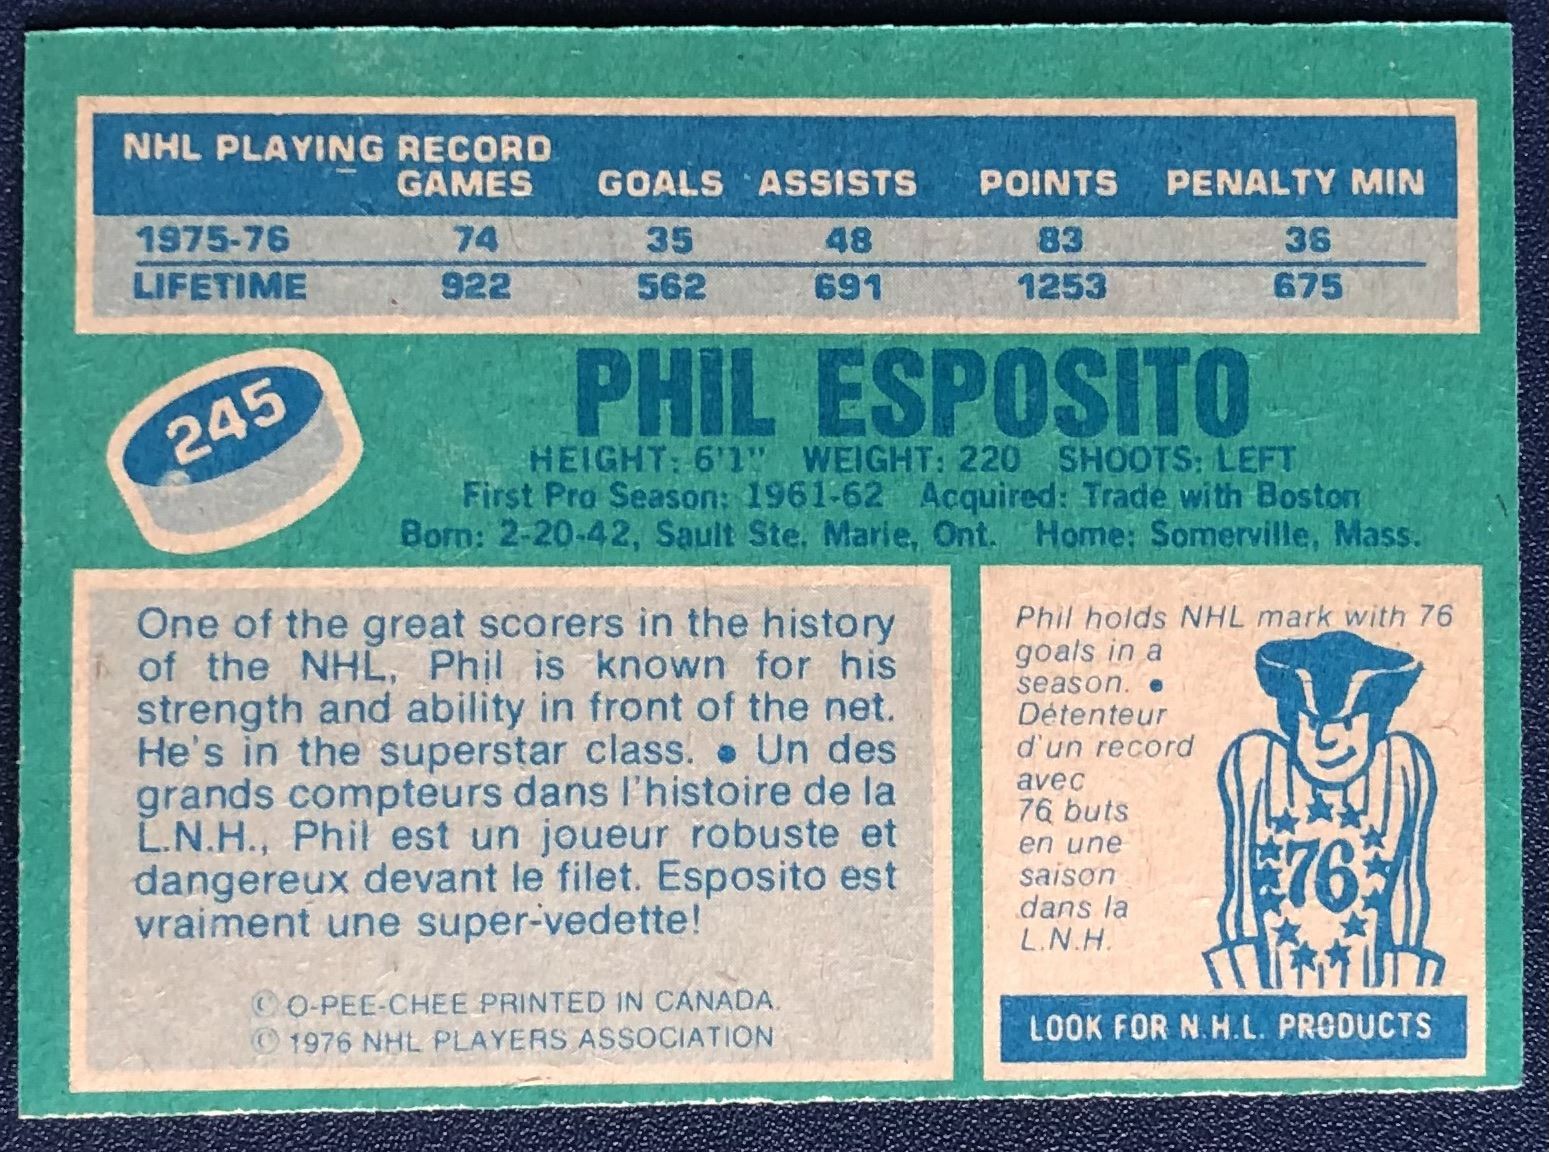 NHL PLAYING RECORD
GAMES GOALS ASSISTS POINTS PENALTY MIN
1975-76 74 35 48 83 36
LIFETIME 922 562 691 1253 675
245
PHIL ESPOSITO
HEIGHT: 6'1" WEIGHT: 220 SHOOTS: LEFT
First Pro Season: 1961-62 Acquired: Trade with Boston
Born: 2-20-42, Sault Ste. Marie, Ont. Home: Somerville, Mass.
One of the great scorers in the history
of the NHL, Phil is known for his
strength and ability in front of the net.
He's in the superstar class. • Un des
grands compteurs dans l'histoire de la
L.N.H., Phil est un joueur robuste et
dangereux devant le filet. Esposito est
vraiment une super-vedette!
© O-PEE-CHEE PRINTED IN CANADA.
© 1976 NHL PLAYERS ASSOCIATION
Phil holds NHL mark with 76
goals in a
season. •
Détenteur
d'un record
avec
76 buts
en une
saison
dans la
L.N.H.
76
LOOK FOR N.H.L. PRODUCTS